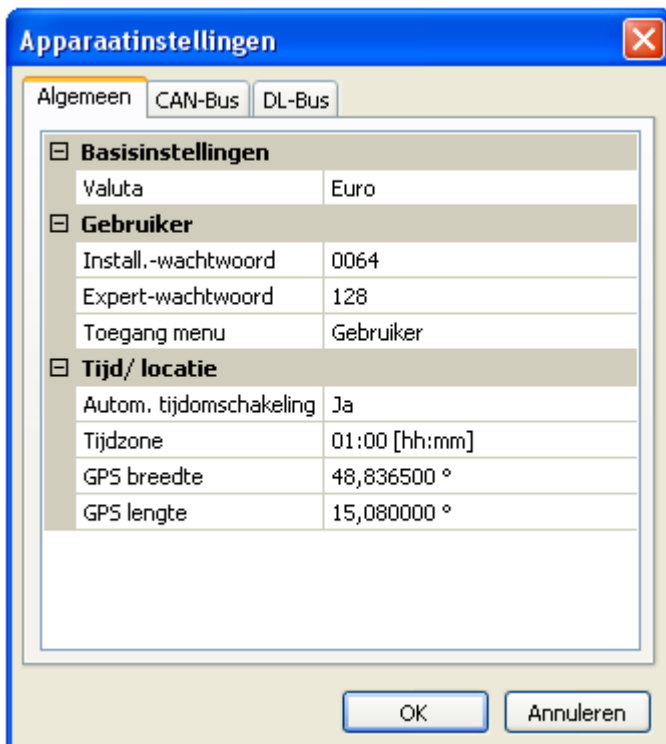 Apparaatinstellingen
Algemeen CAN-Bus DL-Bus
Basisinstellingen
Valuta Euro
Gebruiker
Install.-wachtwoord 0064
Expert-wachtwoord 128
Toegang menu Gebruiker
Tijd/ locatie
Autom. tijdomschakeling Ja
Tijdzone 01:00 [hh:mm]
GPS breedte 48,836500 °
GPS lengte 15,080000 °
OK Annuleren